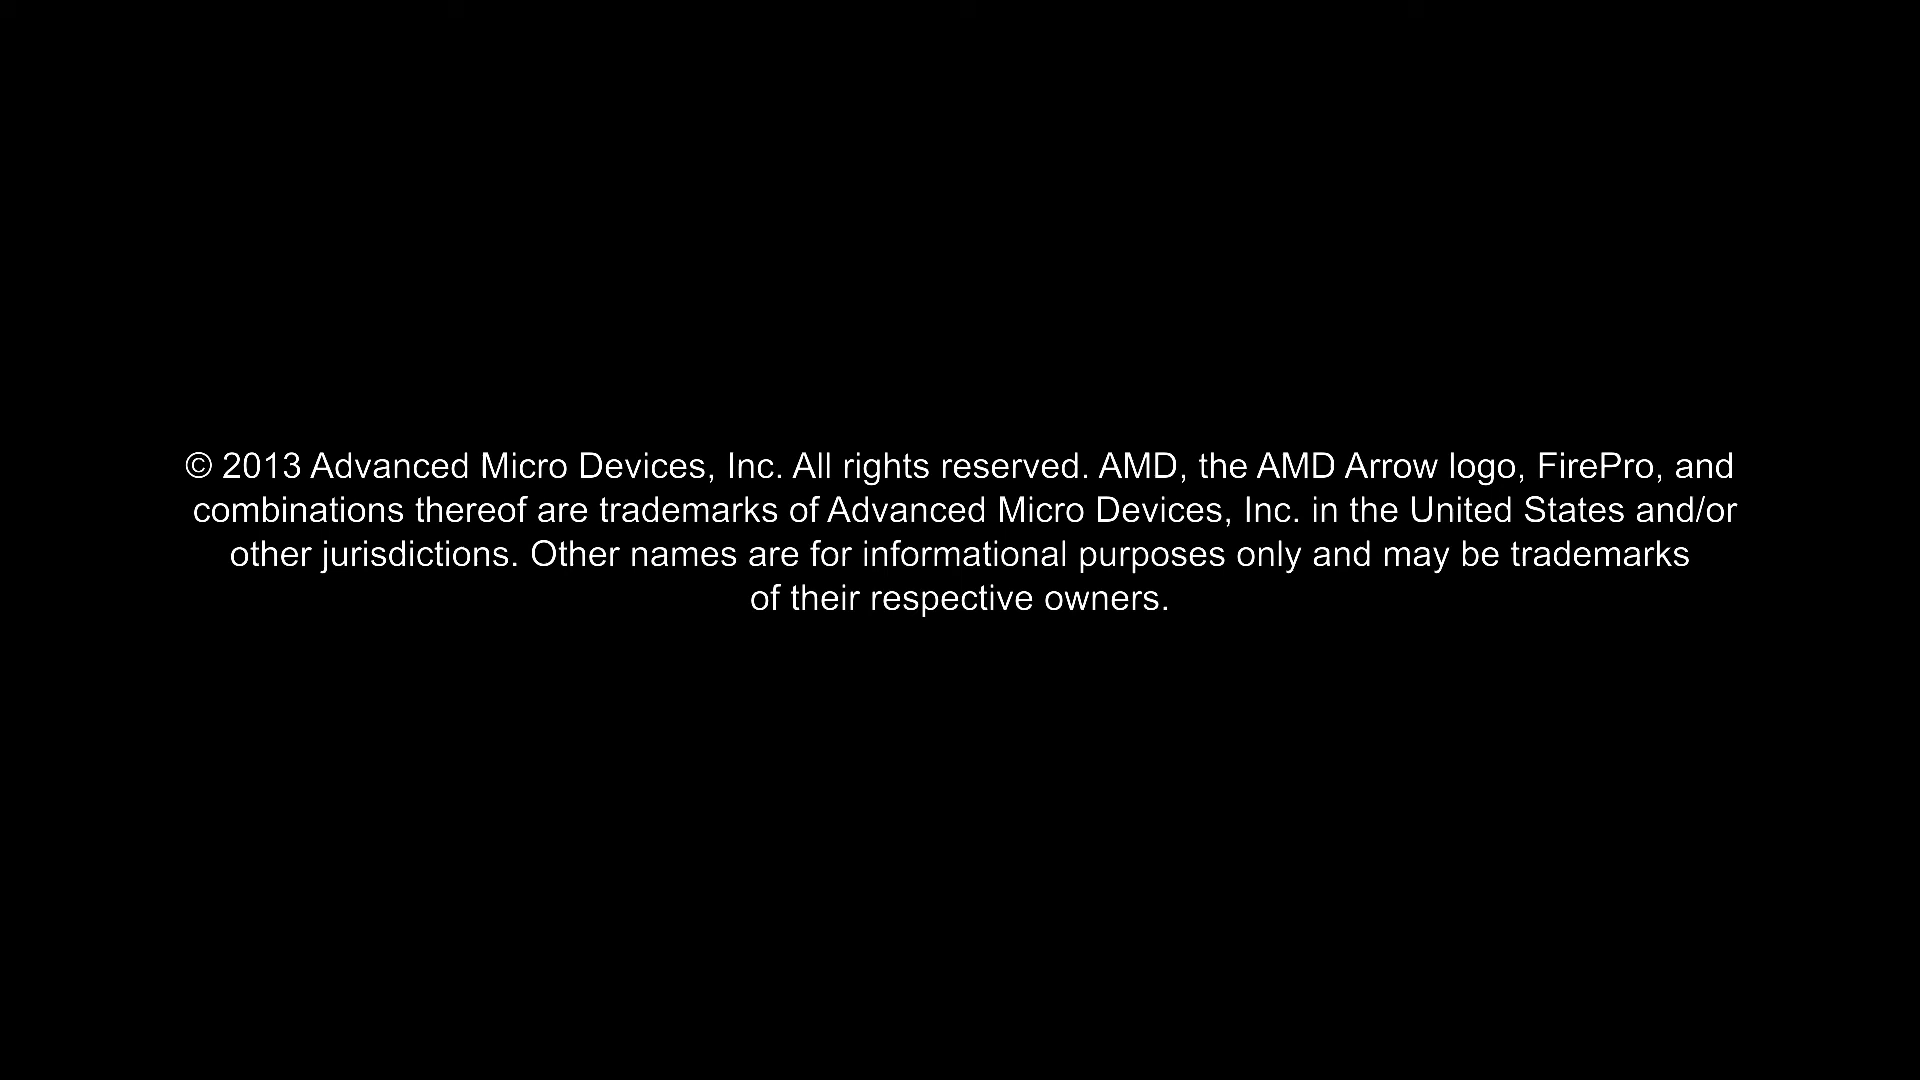 © 2013 Advanced Micro Devices, Inc. All rights reserved. AMD, the AMD Arrow logo, FirePro, and
combinations thereof are trademarks of Advanced Micro Devices, Inc. in the United States and/or
other jurisdictions. Other names are for informational purposes only and may be trademarks
of their respective owners.